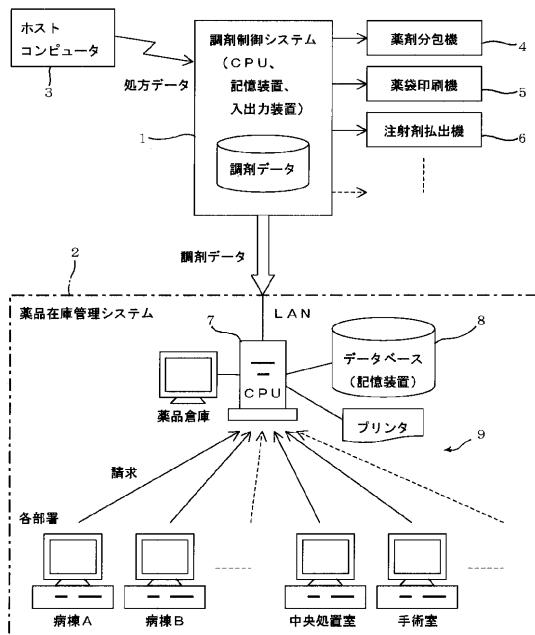 ホスト
コンピュータ
3
処方データ
調剤制御システム
(CPU、
記憶装置、
入出力装置)
1
調剤データ
薬剤分包機
4
薬袋印刷機
5
注射剤払出機
6
調剤データ
2
薬品在庫管理システム
LAN
7
8
CPU
データベース
(記憶装置)
薬品倉庫
プリンタ
9
請求
各部署
病棟A
病棟B
中央処置室
手術室